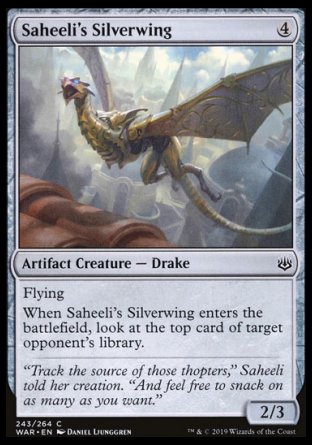 Saheeli's Silverwing 4
Artifact Creature — Drake
Flying
When Saheeli's Silverwing enters the
battlefield, look at the top card of target
opponent's library.
"Track the source of those thopters," Saheeli
told her creation. "And feel free to snack on
as many as you want."
2/3
243/264 C
WAR • EN Daniel Ljunggren
™ & © 2019 Wizards of the Coast